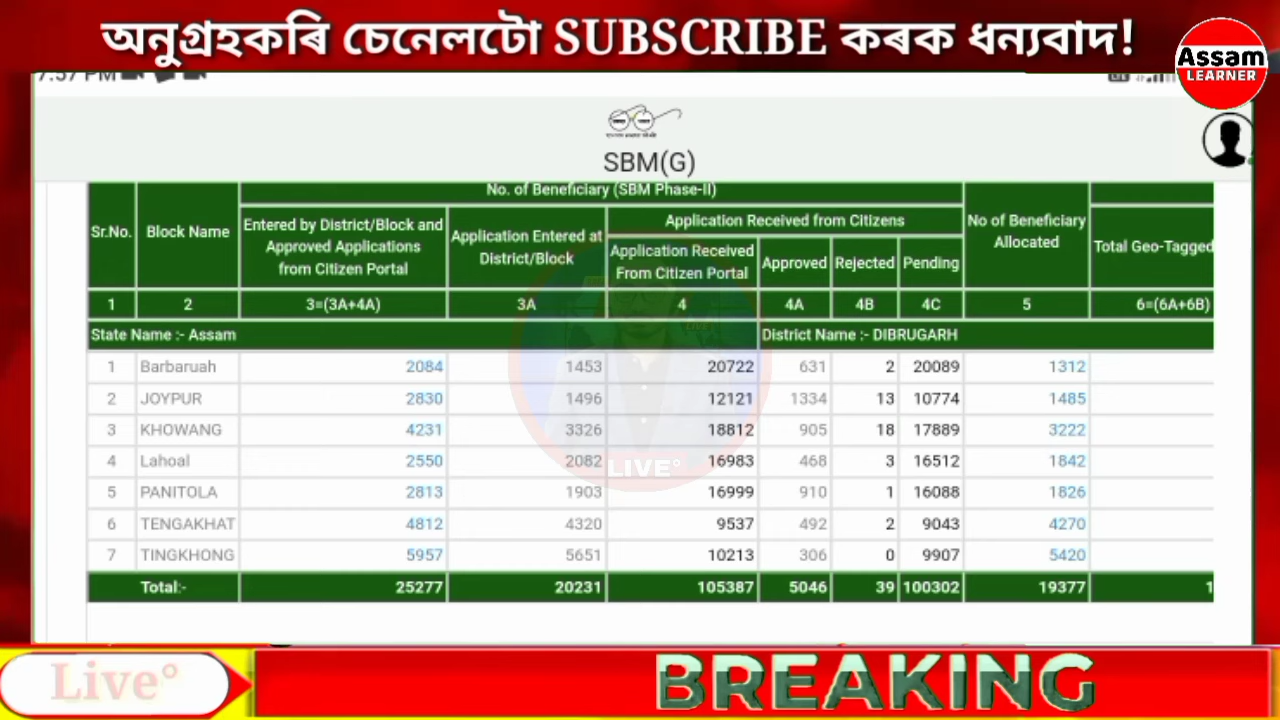 অনুগ্ৰহকৰি চেনেলটো SUBSCRIBE কৰক ধন্যবাদ!
Assam
LEARNER
7:57 PM
SBM(G)
No. of Beneficiary (SBM Phase-II)
Sr.No. Block Name Entered by District/Block and Approved Applications from Citizen Portal Application Entered at District/Block Application Received from Citizens No of Beneficiary Allocated Total Geo-Tagged
Application Received From Citizen Portal Approved Rejected Pending
1 2 3=(3A+4A) 3A 4 4A 4B 4C 5 6=(6A+6B)
State Name :- Assam District Name :- DIBRUGARH
1 Barbaruah 2084 1453 20722 631 2 20089 1312
2 JOYPUR 2830 1496 12121 1334 13 10774 1485
3 KHOWANG 4231 3326 18812 905 18 17889 3222
4 Lahoal 2550 2082 16983 468 3 16512 1842
5 PANITOLA 2813 1903 16999 910 1 16088 1826
6 TENGAKHAT 4812 4320 9537 492 2 9043 4270
7 TINGKHONG 5957 5651 10213 306 0 9907 5420
Total:- 25277 20231 105387 5046 39 100302 19377 1
LIVE°
Live°
BREAKING